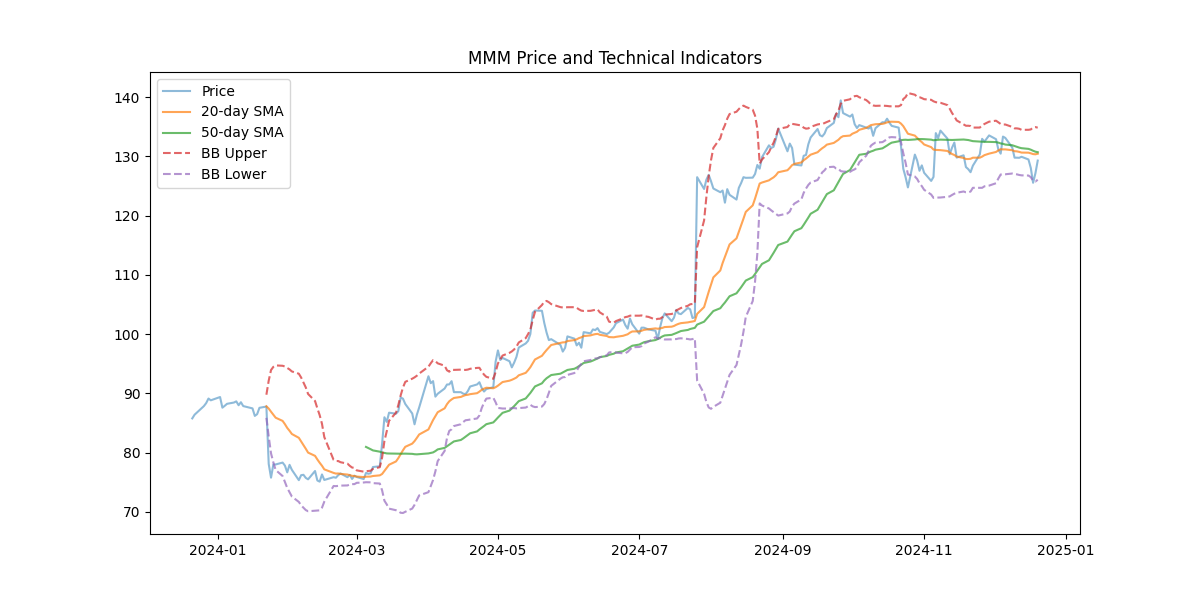 MMM Price and Technical Indicators
Price
20-day SMA
50-day SMA
BB Upper
BB Lower
140
130
120
110
100
90
80
70
2024-01
2024-03
2024-05
2024-07
2024-09
2024-11
2025-01